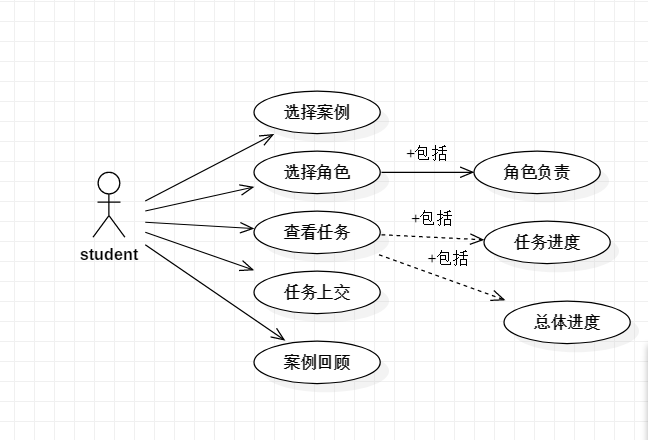 选择案例
选择角色
+包括
角色负责
查看任务
+包括
任务进度
+包括
student
任务上交
总体进度
案例回顾